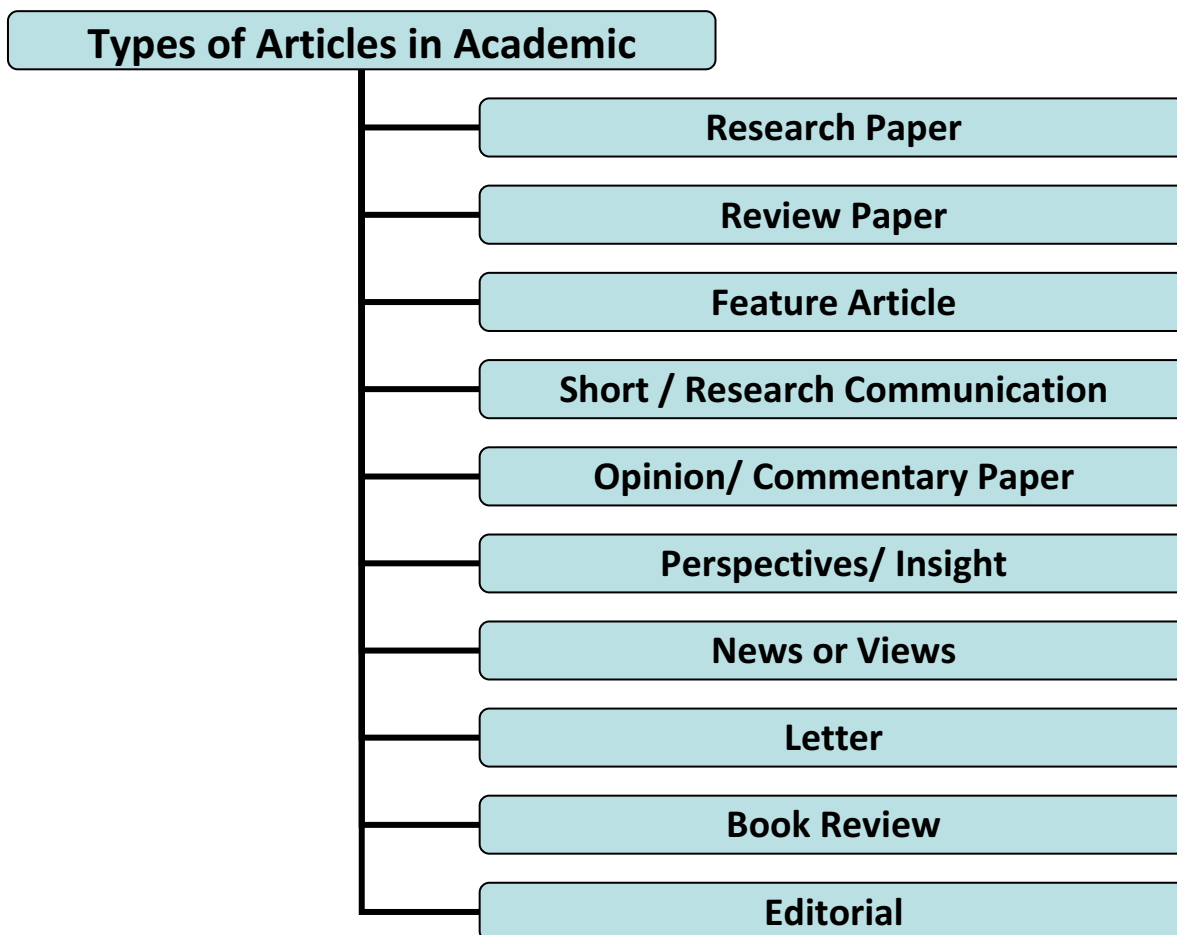 Types of Articles in Academic
Research Paper
Review Paper
Feature Article
Short / Research Communication
Opinion/ Commentary Paper
Perspectives/ Insight
News or Views
Letter
Book Review
Editorial